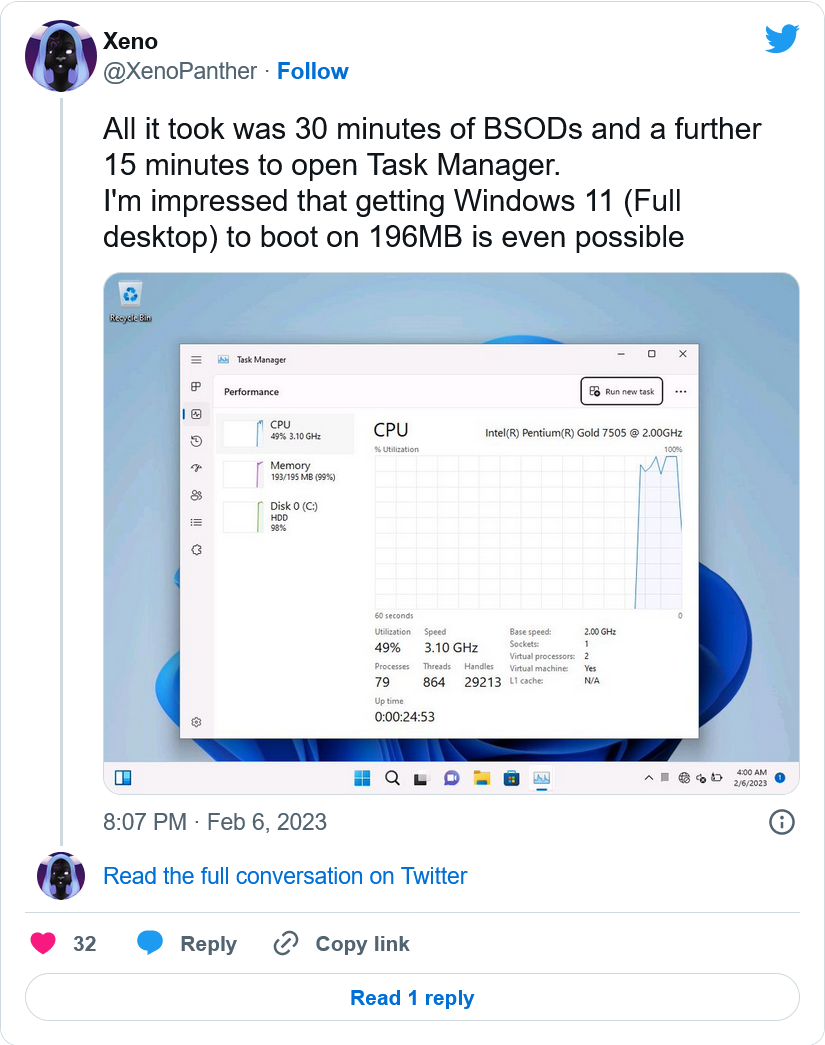 Xeno
@XenoPanther · Follow
All it took was 30 minutes of BSODs and a further
15 minutes to open Task Manager.
I'm impressed that getting Windows 11 (Full
desktop) to boot on 196MB is even possible
Recycle Bin
Task Manager
Performance
Run new task
CPU
49% 3.10 GHz
Memory
193/195 MB (99%)
Disk 0 (C:)
HDD
98%
CPU
Intel(R) Pentium(R) Gold 7505 @ 2.00GHz
% Utilization
100%
60 seconds
0
Utilization
Speed
49%
3.10 GHz
Processes
Threads
Handles
79
864
29213
Up time
0:00:24:53
Base speed:
2.00 GHz
Sockets:
1
Virtual processors:
2
Virtual machine:
Yes
L1 cache:
N/A
4:00 AM
2/6/2023
1
8:07 PM · Feb 6, 2023
Read the full conversation on Twitter
32
Reply
Copy link
Read 1 reply